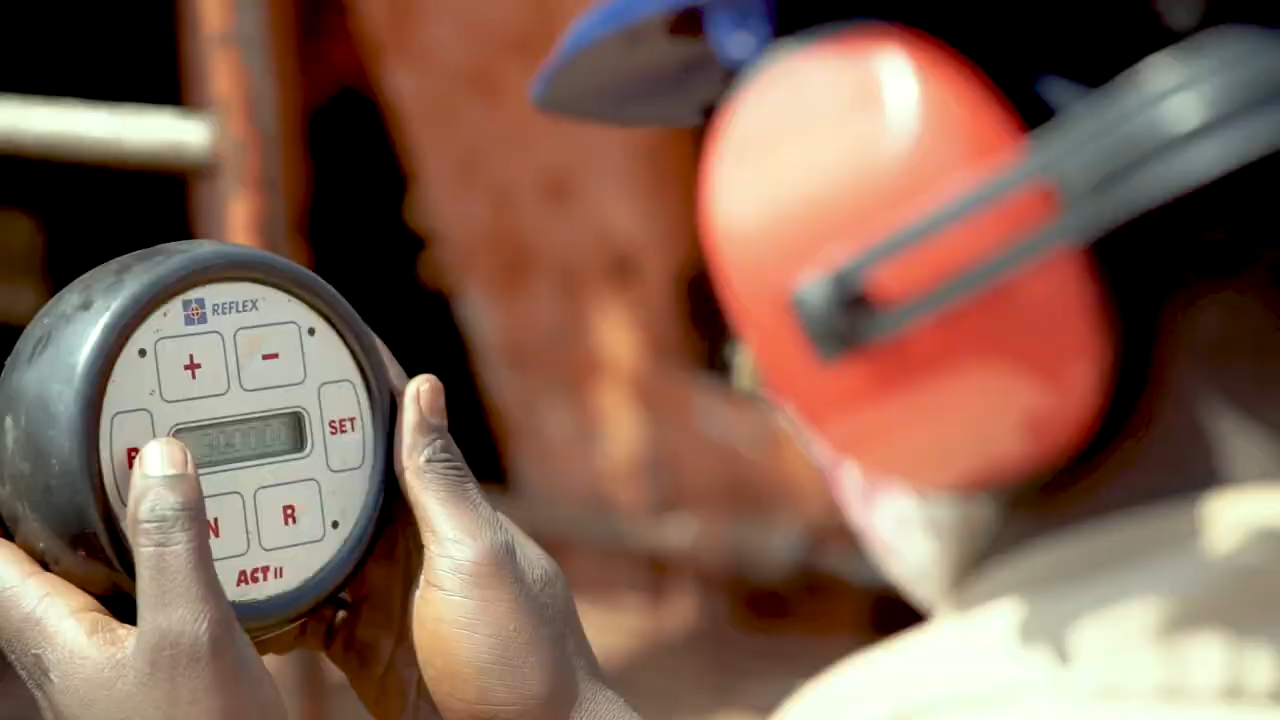 REFLEX
+
-
SET
R
ACT II